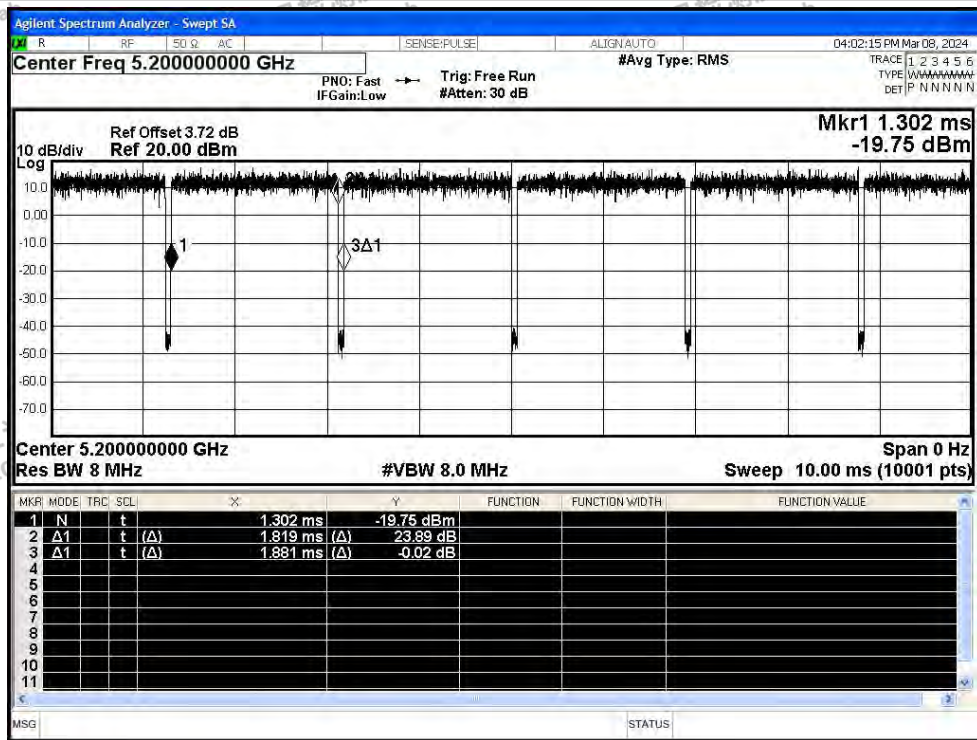 Agilent Spectrum Analyzer - Swept SA
R RF 50 Ω AC SENSE:PULSE ALIGNAUTO 04:02:15 PM Mar 08, 2024
Center Freq 5.200000000 GHz #Avg Type: RMS TRACE 1 2 3 4 5 6
PNO: Fast Trig: Free Run TYPE WWWWWW
IFGain:Low #Atten: 30 dB DET P N N N N N
Mkr1 1.302 ms
Ref Offset 3.72 dB
10 dB/div Ref 20.00 dBm -19.75 dBm
Log
10.0
0.00
-10.0
1 3Δ1
-20.0
-30.0
-40.0
-50.0
-60.0
-70.0
Center 5.200000000 GHz Span 0 Hz
Res BW 8 MHz #VBW 8.0 MHz Sweep 10.00 ms (10001 pts)
MKR MODE TRC SCL X Y FUNCTION FUNCTION WIDTH FUNCTION VALUE
1 N t 1.302 ms -19.75 dBm
2 Δ1 t (Δ) 1.819 ms (Δ) 23.89 dB
3 Δ1 t (Δ) 1.881 ms (Δ) -0.02 dB
4
5
6
7
8
9
10
11
MSG STATUS